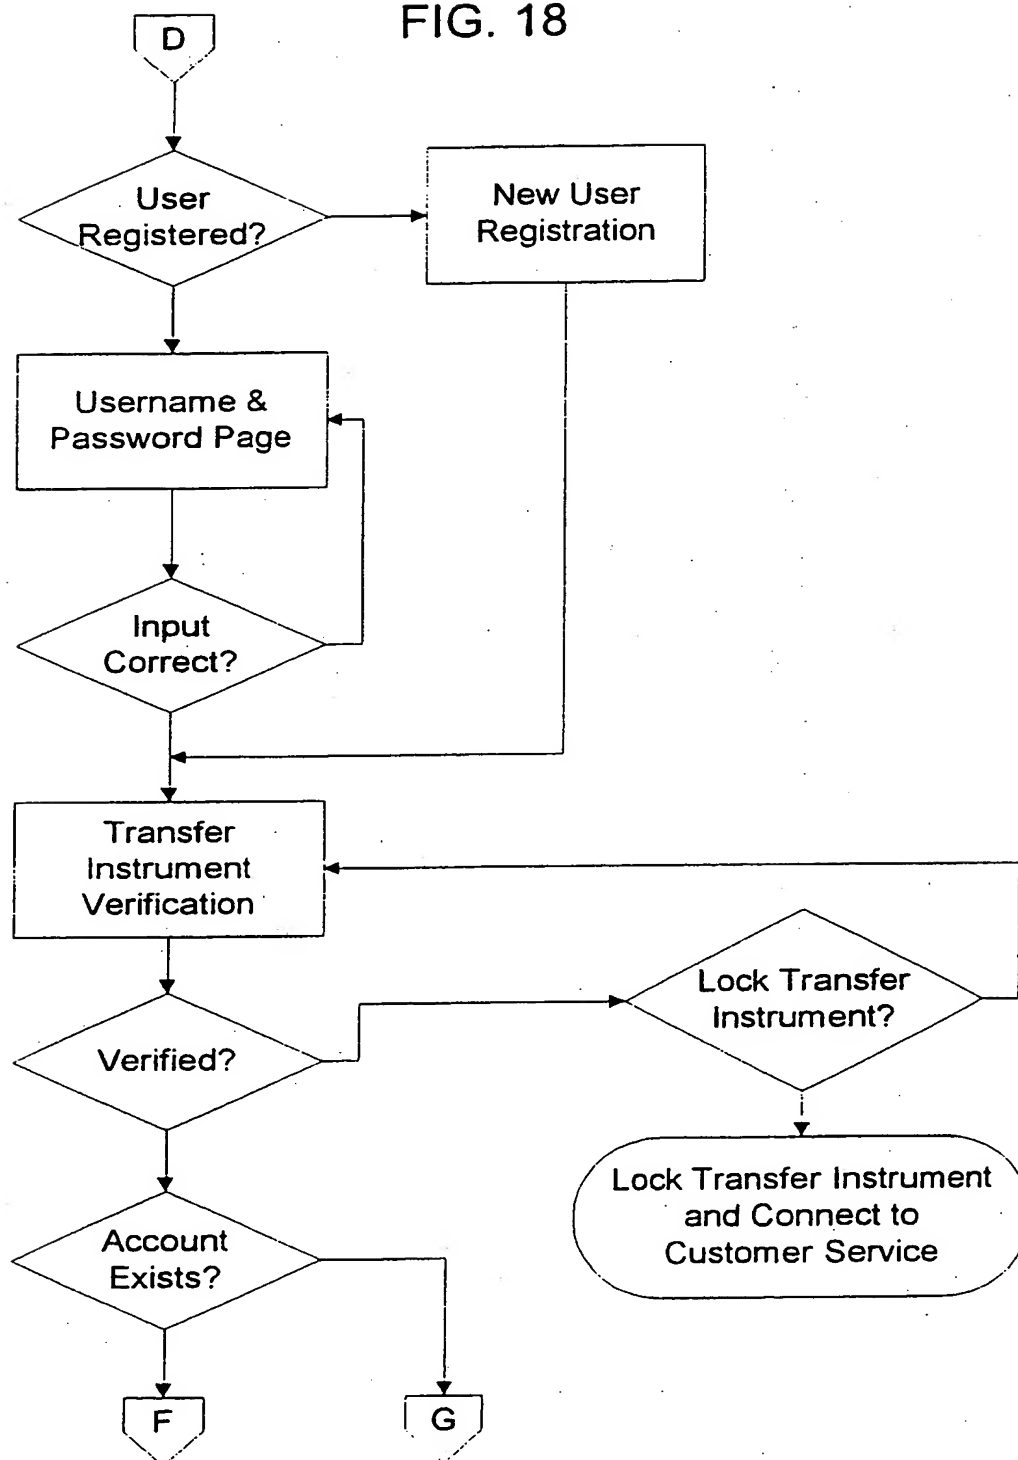 FIG. 18
D
User
Registered?
New User
Registration
Username &
Password Page
Input
Correct?
Transfer
Instrument
Verification
Lock Transfer
Instrument?
Verified?
Lock Transfer Instrument
and Connect to
Customer Service
Account
Exists?
F
G